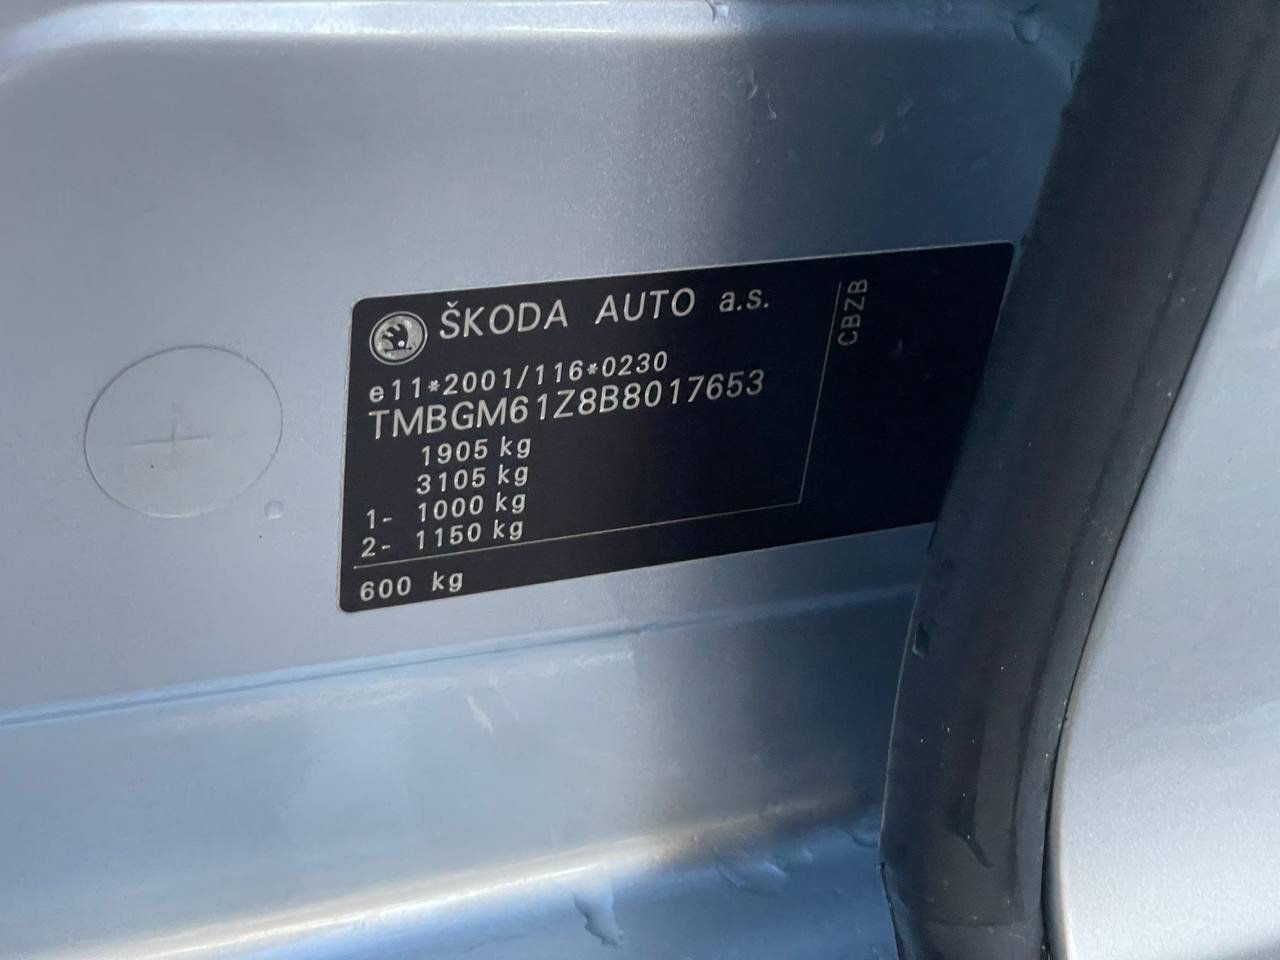 ŠKODA AUTO a.s.
e11*2001/116*0230
TMBGM61Z8B8017653
1905 kg
3105 kg
1- 1000 kg
2- 1150 kg
600 kg
CBZB